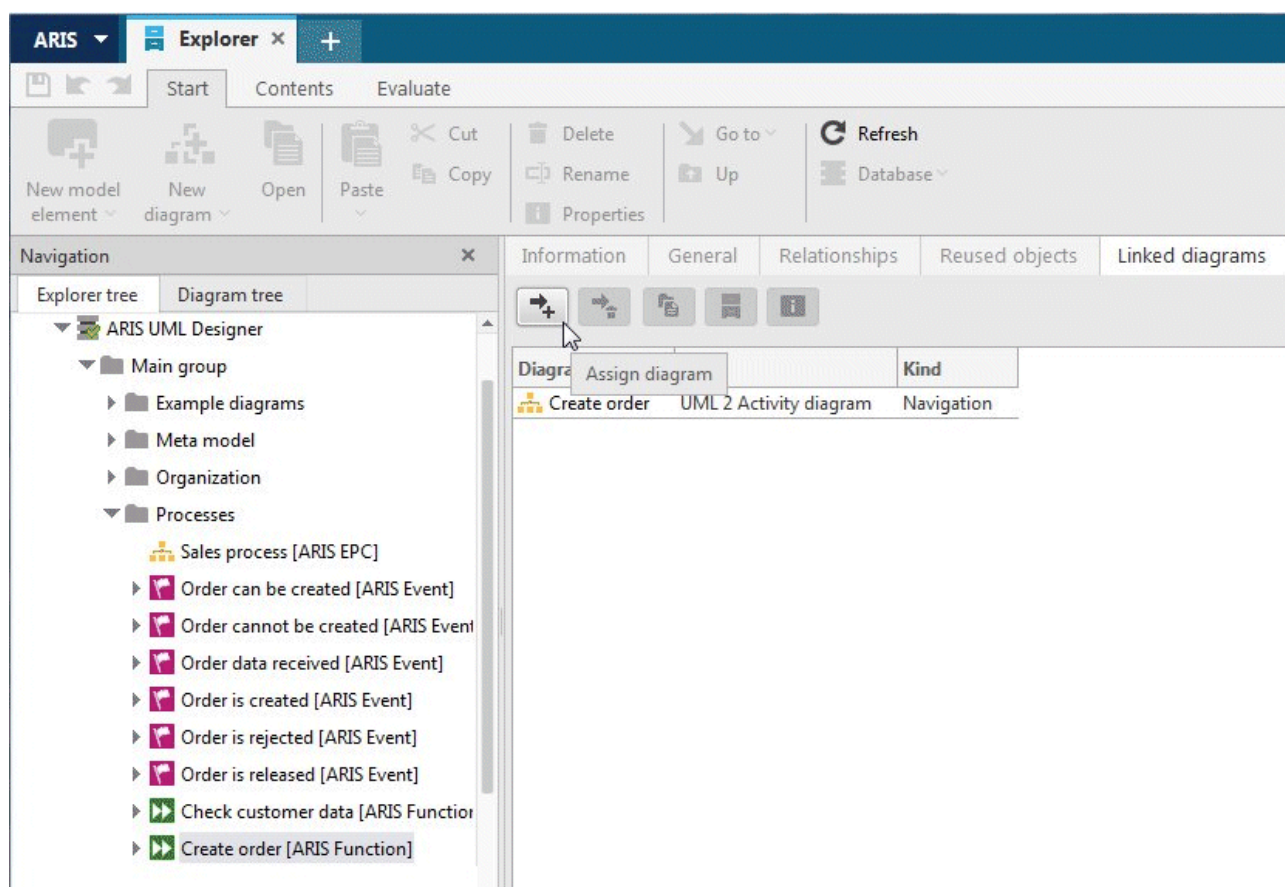 ARIS Explorer
Start Contents Evaluate
New model element
New diagram
Open
Paste
Cut
Copy
Delete
Rename
Properties
Go to
Up
Refresh
Database
Navigation
Explorer tree Diagram tree
ARIS UML Designer
Main group
Example diagrams
Meta model
Organization
Processes
Sales process [ARIS EPC]
Order can be created [ARIS Event]
Order cannot be created [ARIS Event
Order data received [ARIS Event]
Order is created [ARIS Event]
Order is rejected [ARIS Event]
Order is released [ARIS Event]
Check customer data [ARIS Function
Create order [ARIS Function]
Information General Relationships Reused objects Linked diagrams
Diagra Kind
Assign diagram
Create order UML 2 Activity diagram Navigation